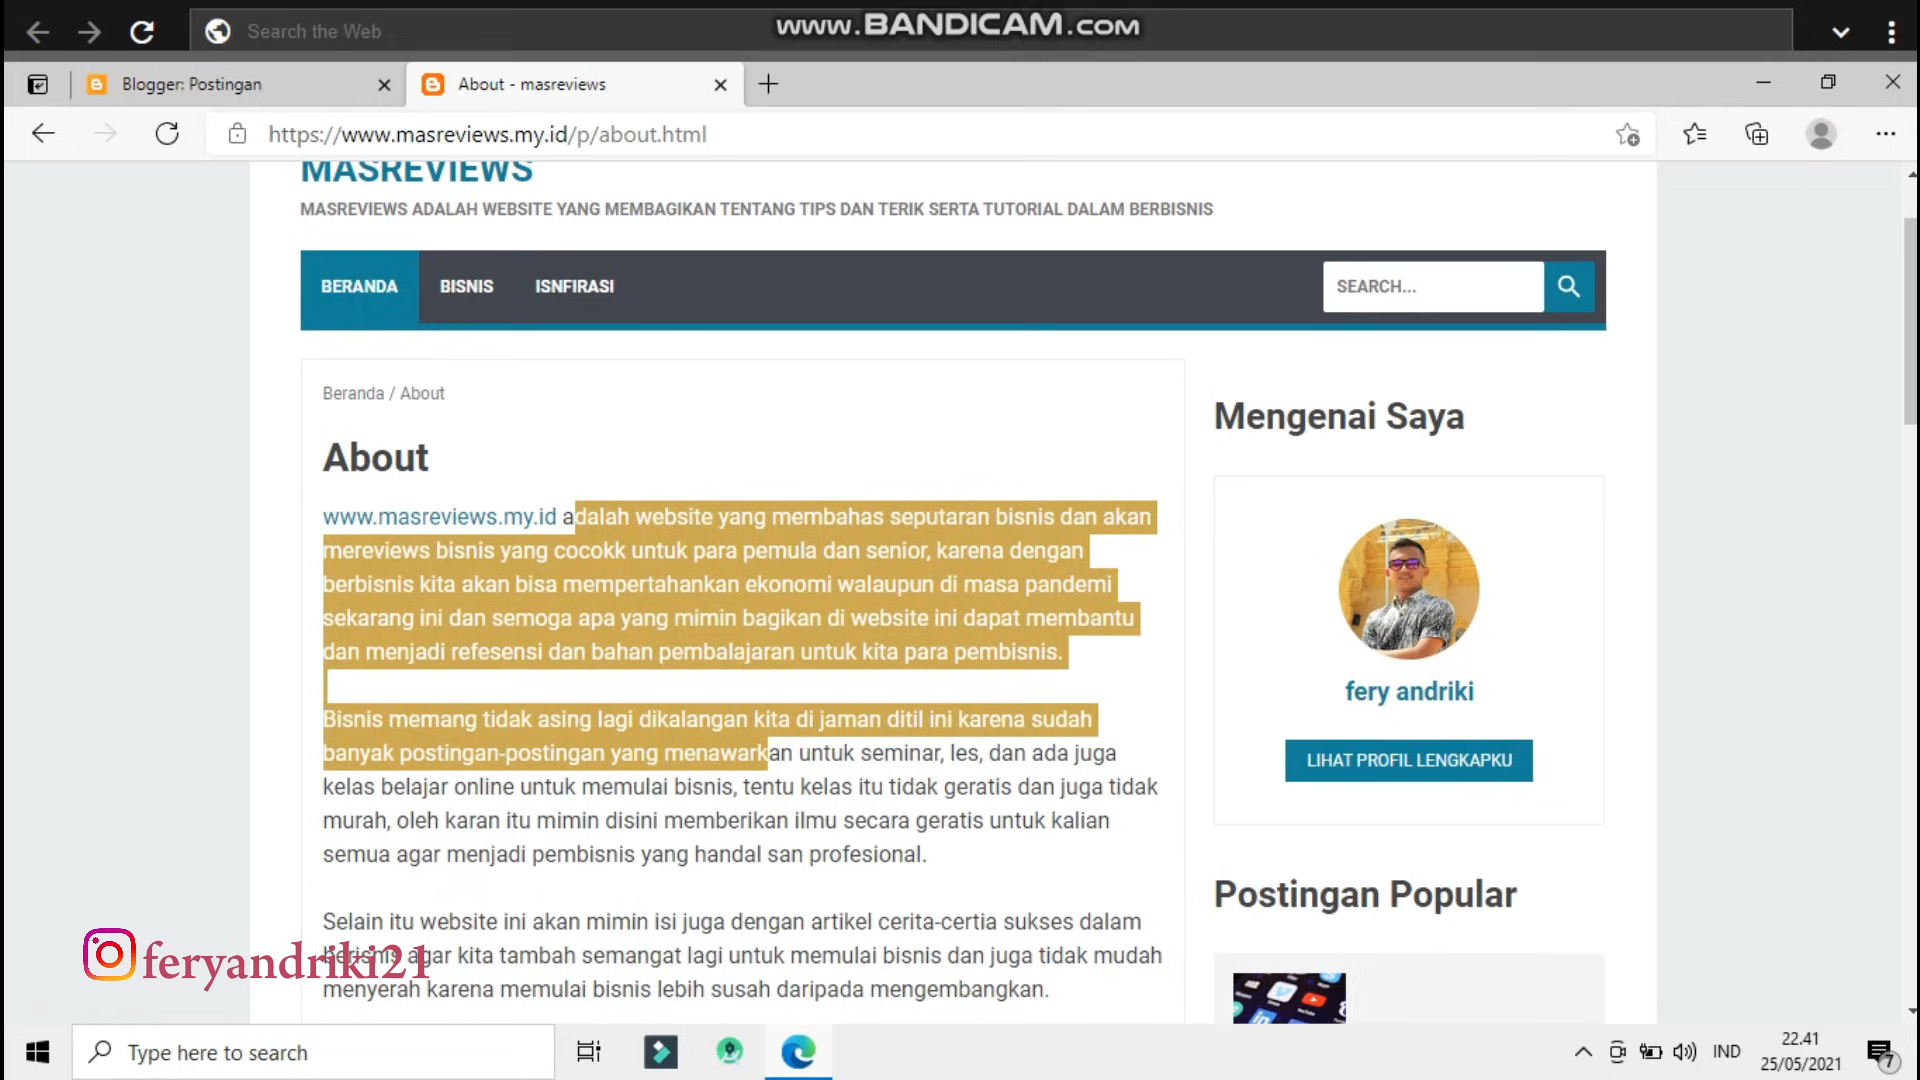 Search the Web
www.BANDICAM.com
Blogger: Postingan
About - masreviews
https://www.masreviews.my.id/p/about.html
MASREVIEWS
MASREVIEWS ADALAH WEBSITE YANG MEMBAGIKAN TENTANG TIPS DAN TERIK SERTA TUTORIAL DALAM BERBISNIS
BERANDA BISNIS ISNFIRASI
SEARCH...
Beranda / About
About
www.masreviews.my.id adalah website yang membahas seputaran bisnis dan akan
mereviews bisnis yang cocokk untuk para pemula dan senior, karena dengan
berbisnis kita akan bisa mempertahankan ekonomi walaupun di masa pandemi
sekarang ini dan semoga apa yang mimin bagikan di website ini dapat membantu
dan menjadi refesensi dan bahan pembalajaran untuk kita para pembisnis.
Bisnis memang tidak asing lagi dikalangan kita di jaman ditil ini karena sudah
banyak postingan-postingan yang menawarkan untuk seminar, les, dan ada juga
kelas belajar online untuk memulai bisnis, tentu kelas itu tidak geratis dan juga tidak
murah, oleh karan itu mimin disini memberikan ilmu secara geratis untuk kalian
semua agar menjadi pembisnis yang handal san profesional.
Selain itu website ini akan mimin isi juga dengan artikel cerita-certia sukses dalam
berisnis agar kita tambah semangat lagi untuk memulai bisnis dan juga tidak mudah
menyerah karena memulai bisnis lebih susah daripada mengembangkan.
Mengenai Saya
fery andriki
LIHAT PROFIL LENGKAPKU
Postingan Popular
feryandriki21
Type here to search
IND
22.41
25/05/2021
7